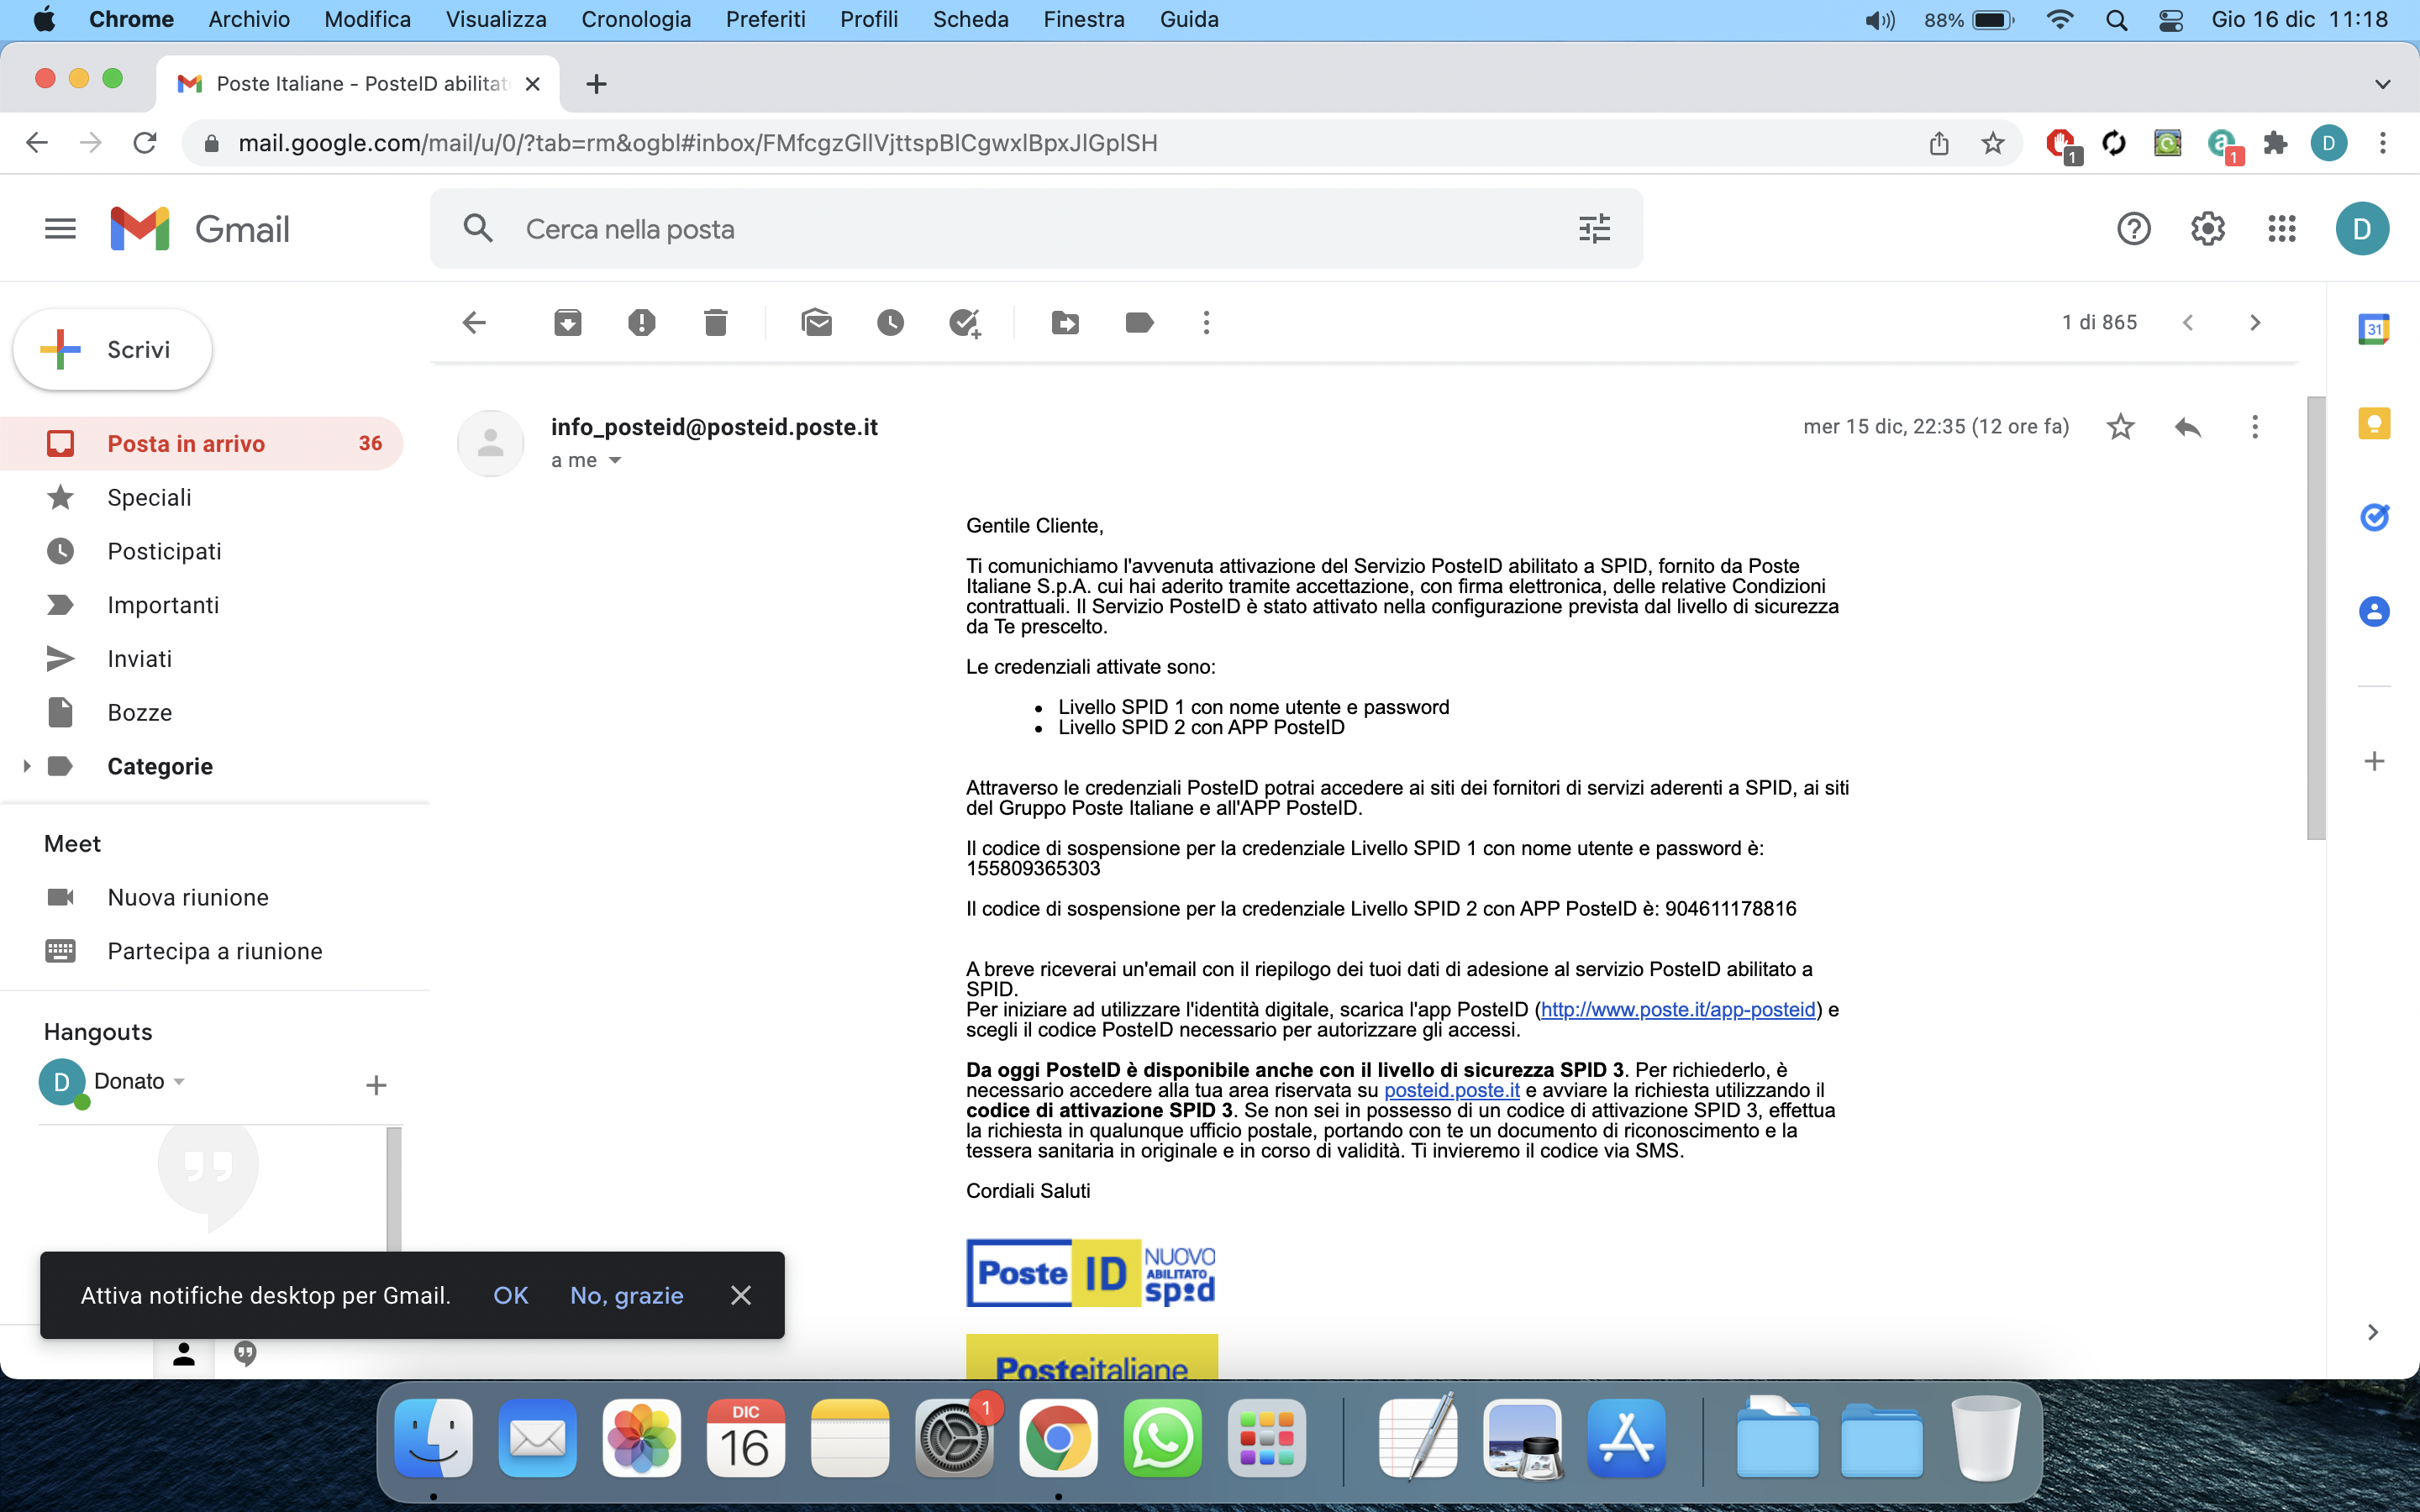 Chrome Archivio Modifica Visualizza Cronologia Preferiti Profili Scheda Finestra Guida 88% Gio 16 dic 11:18
Poste Italiane - PosteID abilitat
mail.google.com/mail/u/0/?tab=rm&ogbl#inbox/FMfcgzGllVjttspBlCgwxlBpxJlGplSH
1
1
D
Gmail
Cerca nella posta
D
Scrivi
1 di 865
31
Posta in arrivo 36
Speciali
Posticipati
Importanti
Inviati
Bozze
Categorie
Meet
Nuova riunione
Partecipa a riunione
Hangouts
D Donato
info_posteid@posteid.poste.it
mer 15 dic, 22:35 (12 ore fa)
a me
Gentile Cliente,
Ti comunichiamo l'avvenuta attivazione del Servizio PosteID abilitato a SPID, fornito da Poste
Italiane S.p.A. cui hai aderito tramite accettazione, con firma elettronica, delle relative Condizioni
contrattuali. Il Servizio PosteID è stato attivato nella configurazione prevista dal livello di sicurezza
da Te prescelto.
Le credenziali attivate sono:
• Livello SPID 1 con nome utente e password
• Livello SPID 2 con APP PosteID
Attraverso le credenziali PosteID potrai accedere ai siti dei fornitori di servizi aderenti a SPID, ai siti
del Gruppo Poste Italiane e all'APP PosteID.
Il codice di sospensione per la credenziale Livello SPID 1 con nome utente e password è:
155809365303
Il codice di sospensione per la credenziale Livello SPID 2 con APP PosteID è: 904611178816
A breve riceverai un'email con il riepilogo dei tuoi dati di adesione al servizio PosteID abilitato a
SPID.
Per iniziare ad utilizzare l'identità digitale, scarica l'app PosteID (http://www.poste.it/app-posteid) e
scegli il codice PosteID necessario per autorizzare gli accessi.
Da oggi PosteID è disponibile anche con il livello di sicurezza SPID 3. Per richiederlo, è
necessario accedere alla tua area riservata su posteid.poste.it e avviare la richiesta utilizzando il
codice di attivazione SPID 3. Se non sei in possesso di un codice di attivazione SPID 3, effettua
la richiesta in qualunque ufficio postale, portando con te un documento di riconoscimento e la
tessera sanitaria in originale e in corso di validità. Ti invieremo il codice via SMS.
Cordiali Saluti
Poste ID NUOVO
ABILITATO
spid
Posteitaliane
Attiva notifiche desktop per Gmail. OK No, grazie
DIC
16
1